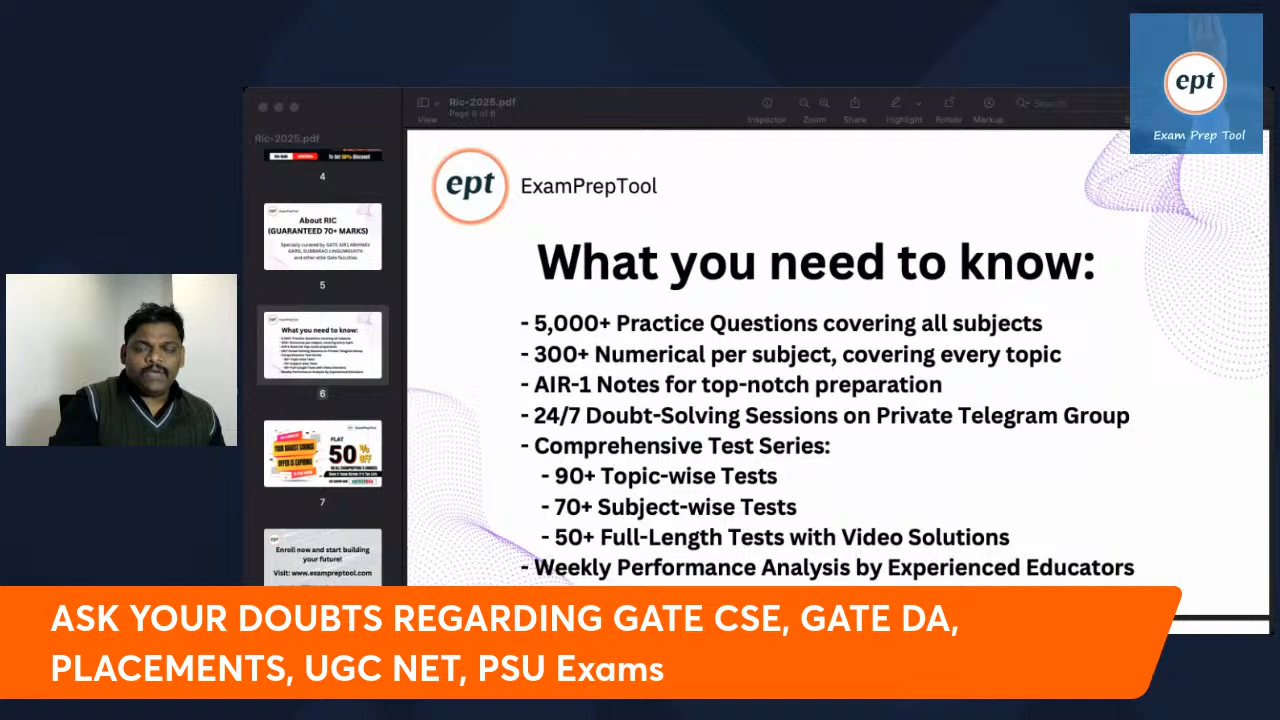 ept
Exam Prep Tool
Ric-2025.pdf
Page 6 of 8
View
Inspector
Zoom
Share
Highlight
Rotate
Markup
Search
Ric-2025.pdf
4
About RIC
(GUARANTEED 70+ MARKS)
Specially curated by GATE AIR1 ABHINAV
GARG, SUBBARAO LINGUMGUNTA
and other elite Gate faculties
5
What you need to know:
6
FLAT
50% OFF
7
Enroll now and start building
your future!
Visit: www.exampreptool.com
ept
ExamPrepTool
What you need to know:
- 5,000+ Practice Questions covering all subjects
- 300+ Numerical per subject, covering every topic
- AIR-1 Notes for top-notch preparation
- 24/7 Doubt-Solving Sessions on Private Telegram Group
- Comprehensive Test Series:
- 90+ Topic-wise Tests
- 70+ Subject-wise Tests
- 50+ Full-Length Tests with Video Solutions
- Weekly Performance Analysis by Experienced Educators
ASK YOUR DOUBTS REGARDING GATE CSE, GATE DA,
PLACEMENTS, UGC NET, PSU Exams